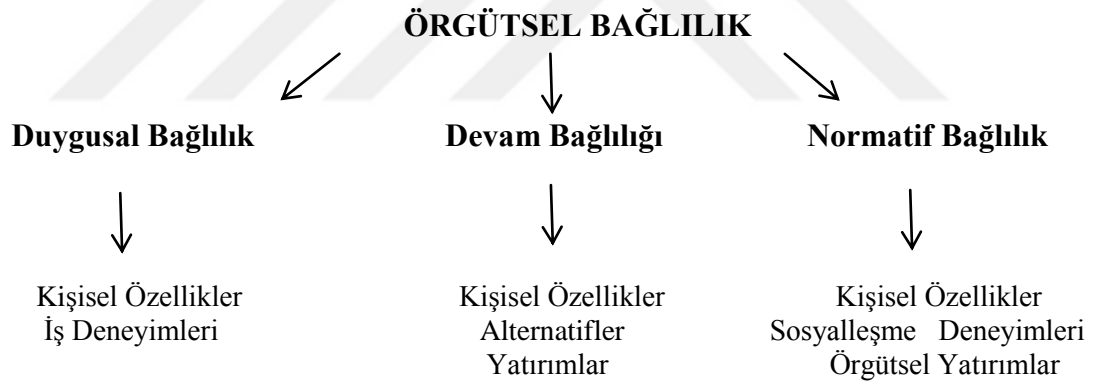 ÖRGÜTSEL BAĞLILIK
Duygusal Bağlılık Devam Bağlılığı Normatif Bağlılık
Kişisel Özellikler Kişisel Özellikler Kişisel Özellikler
İş Deneyimleri Alternatifler Sosyalleşme Deneyimleri
Yatırımlar Örgütsel Yatırımlar